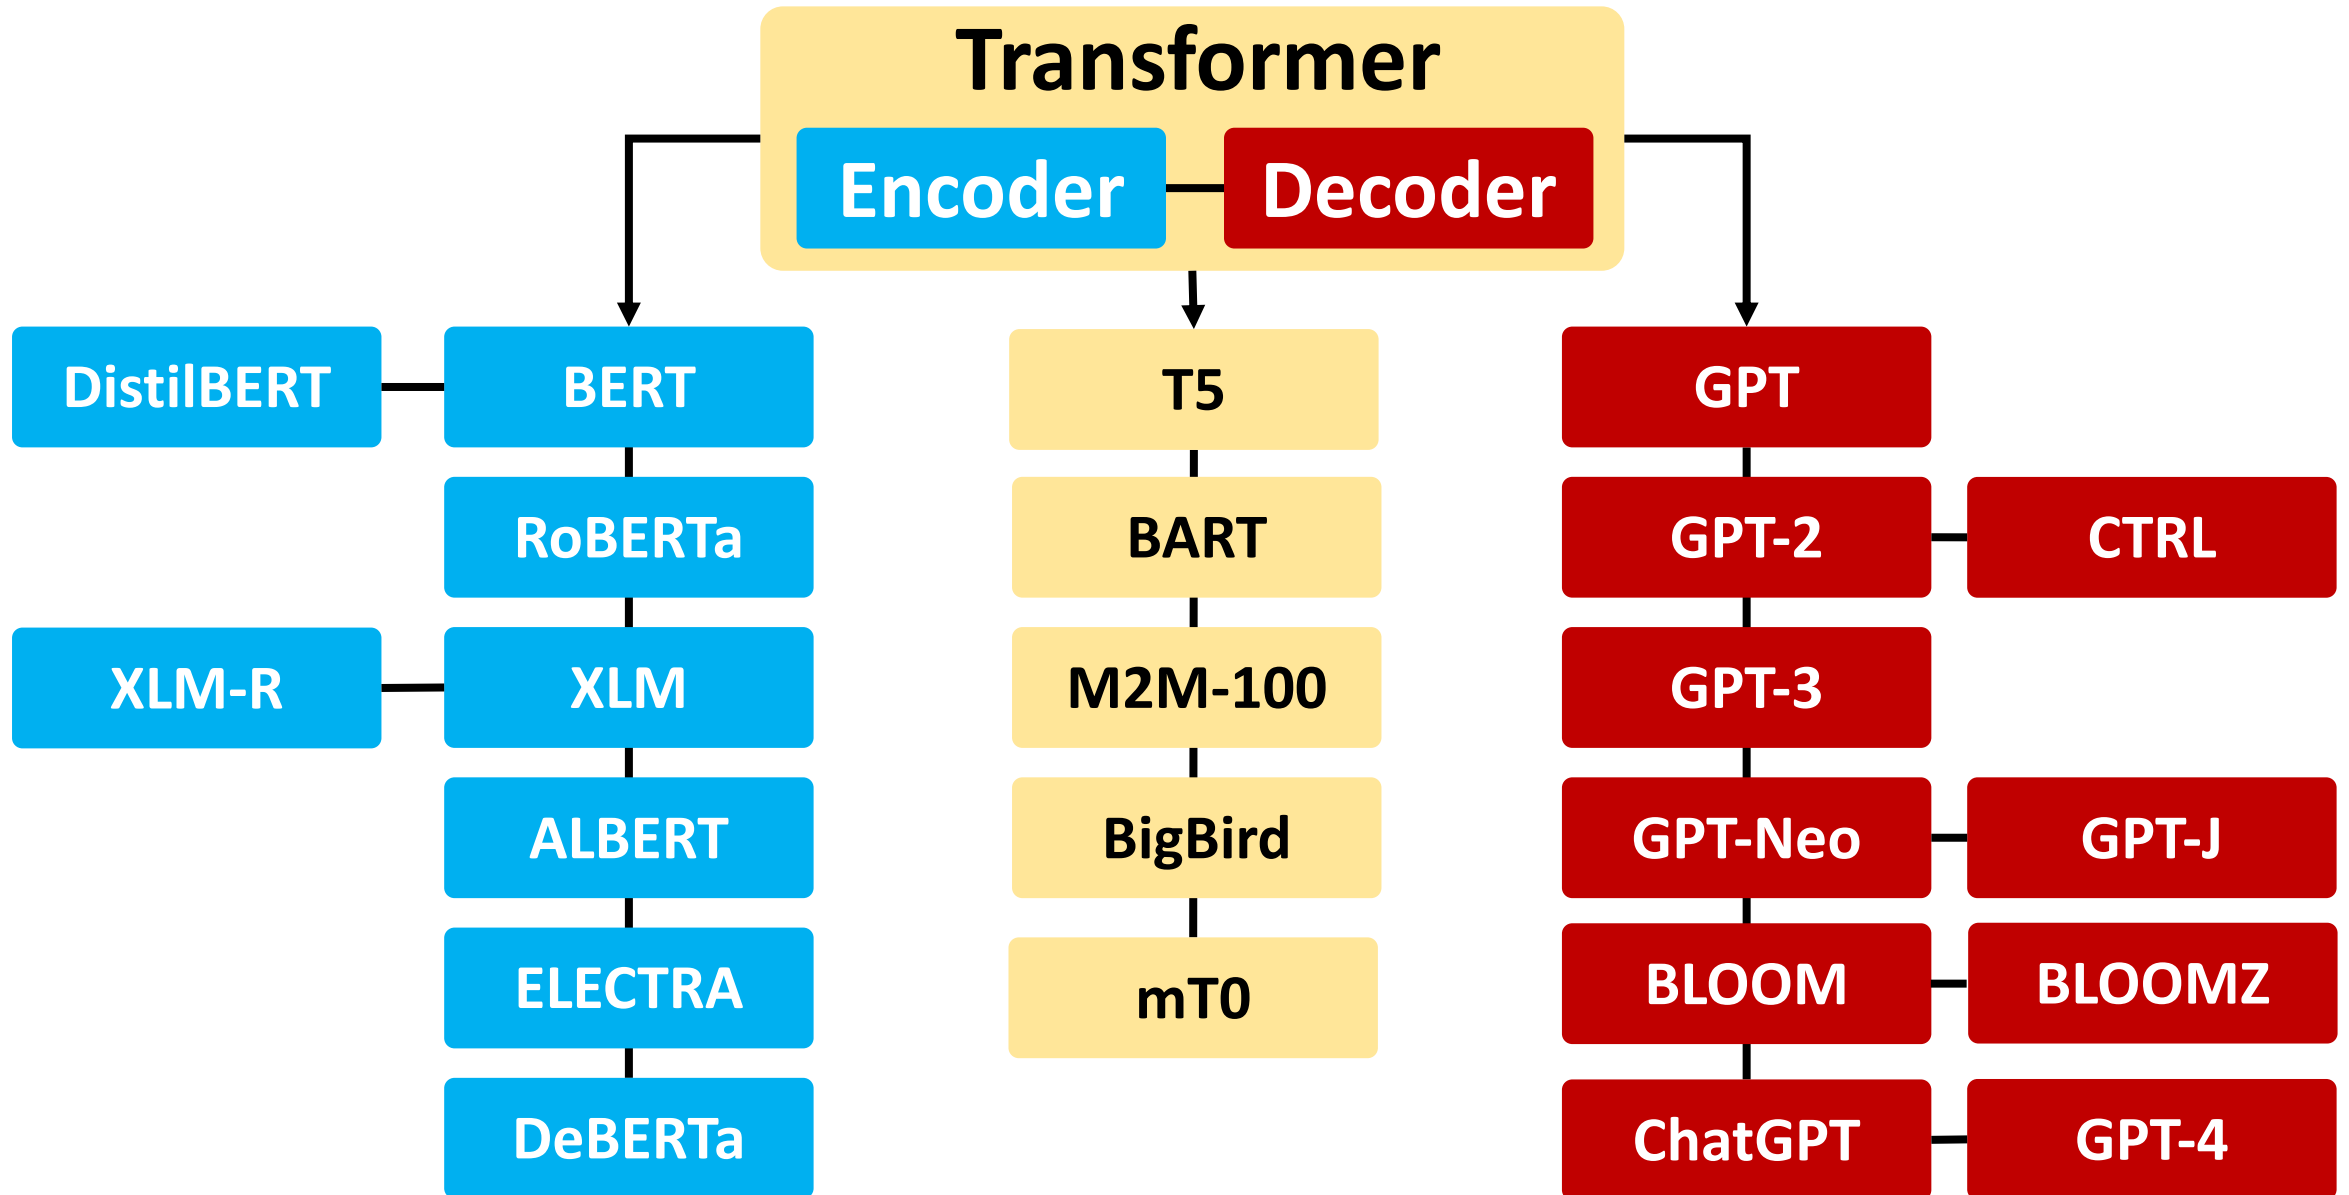 Transformer
Encoder
Decoder
DistilBERT
BERT
T5
GPT
RoBERTa
BART
GPT-2
CTRL
XLM-R
XLM
M2M-100
GPT-3
ALBERT
BigBird
GPT-Neo
GPT-J
ELECTRA
mT0
BLOOM
BLOOMZ
DeBERTa
ChatGPT
GPT-4